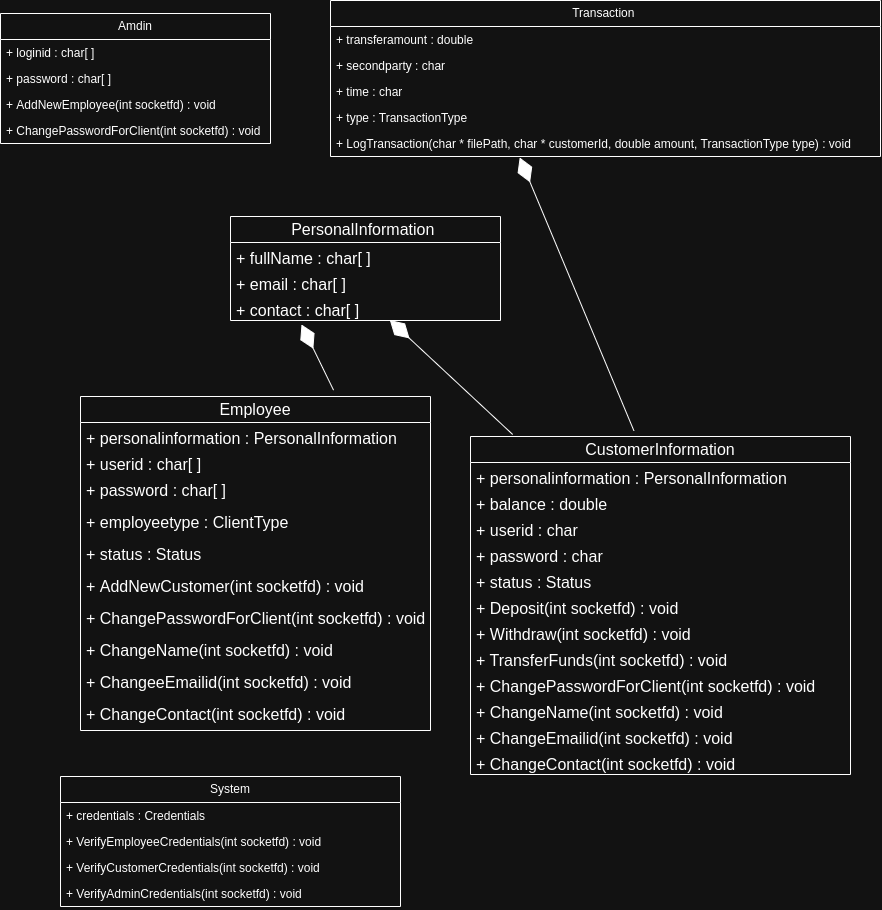 Amdin
+ loginid : char[ ]
+ password : char[ ]
+ AddNewEmployee(int socketfd) : void
+ ChangePasswordForClient(int socketfd) : void
Transaction
+ transferamount : double
+ secondparty : char
+ time : char
+ type : TransactionType
+ LogTransaction(char * filePath, char * customerId, double amount, TransactionType type) : void
PersonalInformation
+ fullName : char[ ]
+ email : char[ ]
+ contact : char[ ]
Employee
+ personalinformation : PersonalInformation
+ userid : char[ ]
+ password : char[ ]
+ employeetype : ClientType
+ status : Status
+ AddNewCustomer(int socketfd) : void
+ ChangePasswordForClient(int socketfd) : void
+ ChangeName(int socketfd) : void
+ ChangeeEmailid(int socketfd) : void
+ ChangeContact(int socketfd) : void
CustomerInformation
+ personalinformation : PersonalInformation
+ balance : double
+ userid : char
+ password : char
+ status : Status
+ Deposit(int socketfd) : void
+ Withdraw(int socketfd) : void
+ TransferFunds(int socketfd) : void
+ ChangePasswordForClient(int socketfd) : void
+ ChangeName(int socketfd) : void
+ ChangeEmailid(int socketfd) : void
+ ChangeContact(int socketfd) : void
System
+ credentials : Credentials
+ VerifyEmployeeCredentials(int socketfd) : void
+ VerifyCustomerCredentials(int socketfd) : void
+ VerifyAdminCredentials(int socketfd) : void